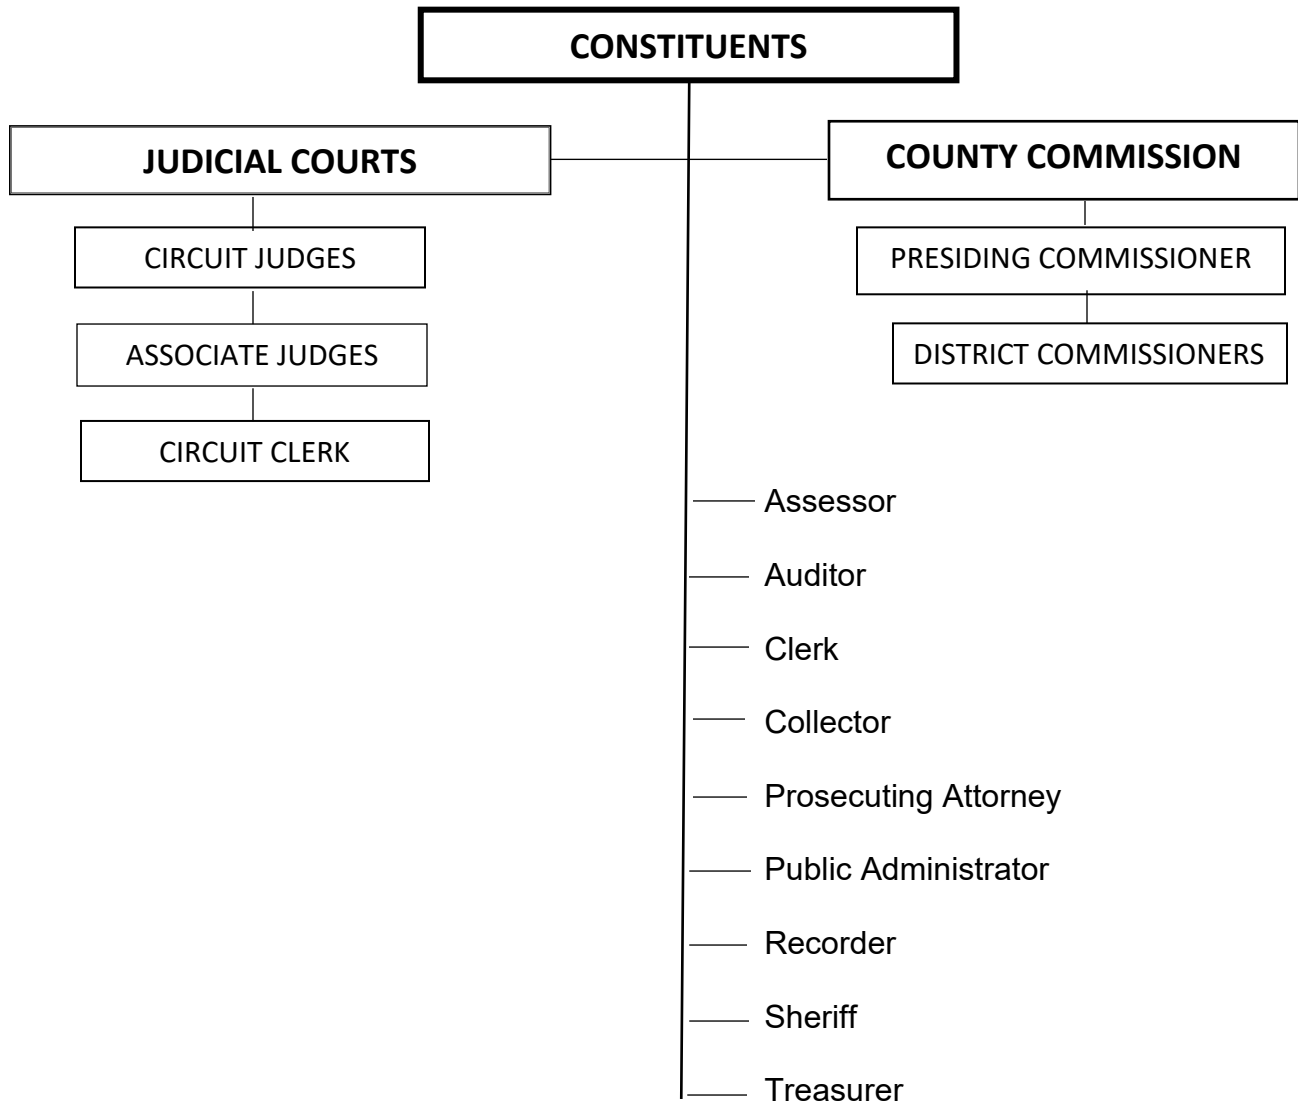 CONSTITUENTS
JUDICIAL COURTS
COUNTY COMMISSION
CIRCUIT JUDGES
PRESIDING COMMISSIONER
ASSOCIATE JUDGES
DISTRICT COMMISSIONERS
CIRCUIT CLERK
Assessor
Auditor
Clerk
Collector
Prosecuting Attorney
Public Administrator
Recorder
Sheriff
Treasurer